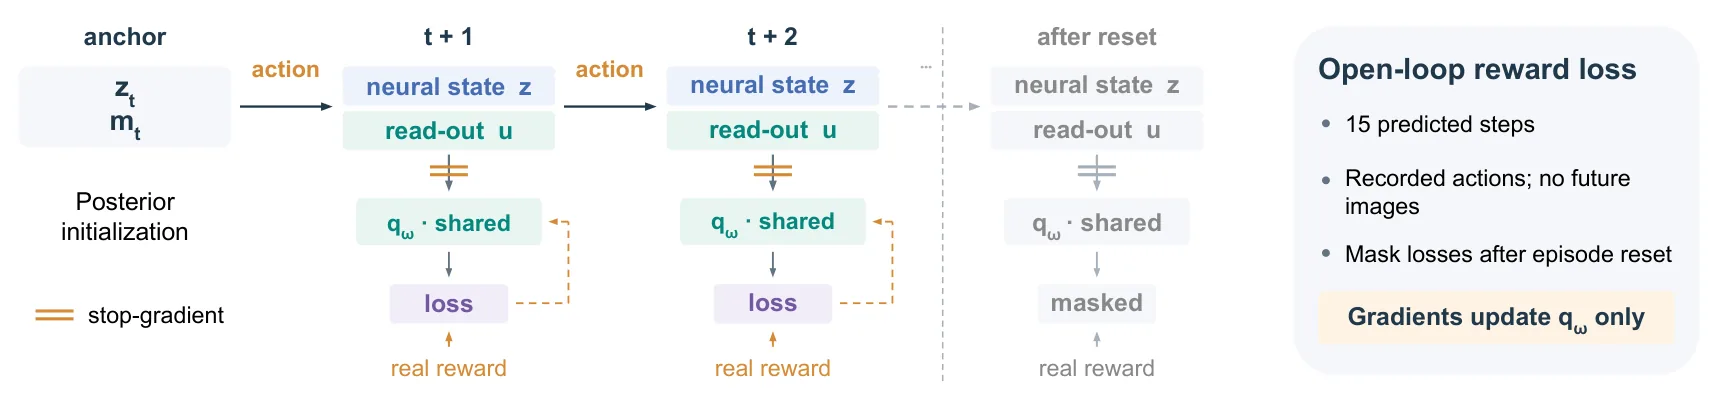 anchor
z_t
m_t
Posterior
initialization
stop-gradient
action
t + 1
neural state z
read-out u
q_ω · shared
loss
real reward
action
t + 2
neural state z
read-out u
q_ω · shared
loss
real reward
...
after reset
neural state z
read-out u
q_ω · shared
masked
real reward
Open-loop reward loss
• 15 predicted steps
• Recorded actions; no future
images
• Mask losses after episode reset
Gradients update q_ω only